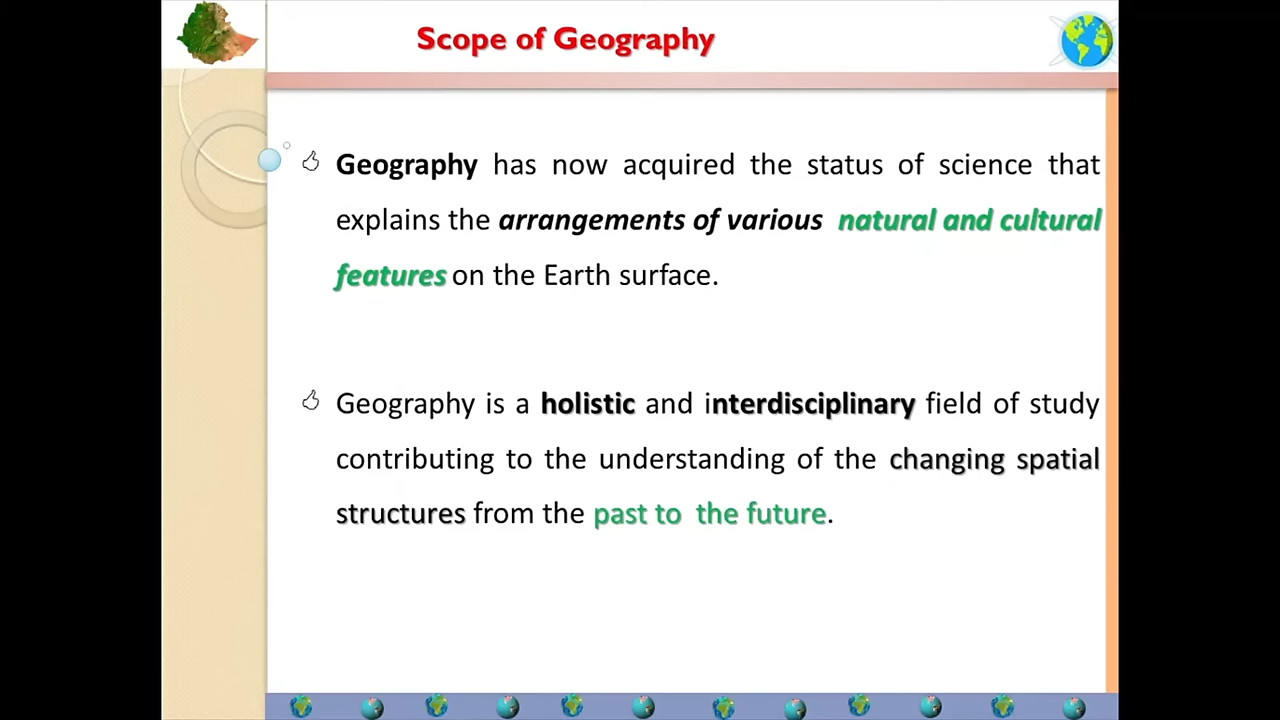 Scope of Geography
Geography has now acquired the status of science that
explains the arrangements of various natural and cultural
features on the Earth surface.
Geography is a holistic and interdisciplinary field of study
contributing to the understanding of the changing spatial
structures from the past to the future.